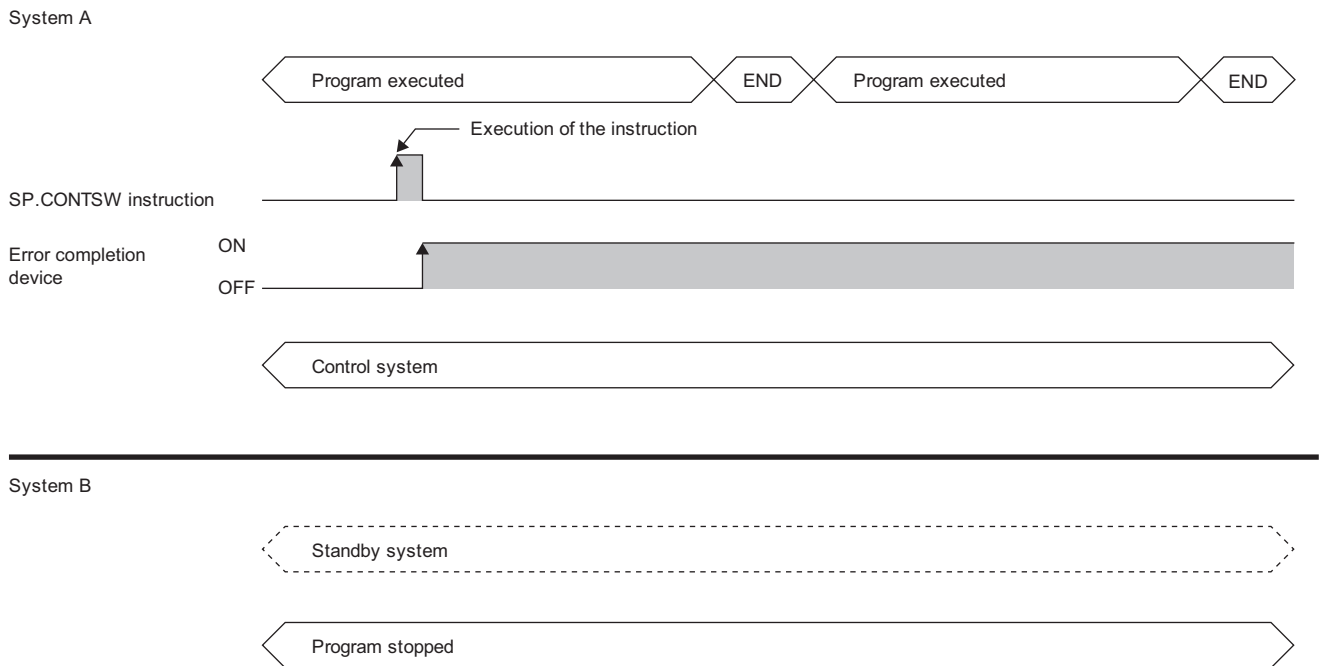 System A
Program executed
END
Program executed
END
Execution of the instruction
SP.CONTSW instruction
Error completion
device
ON
OFF
Control system
System B
Standby system
Program stopped